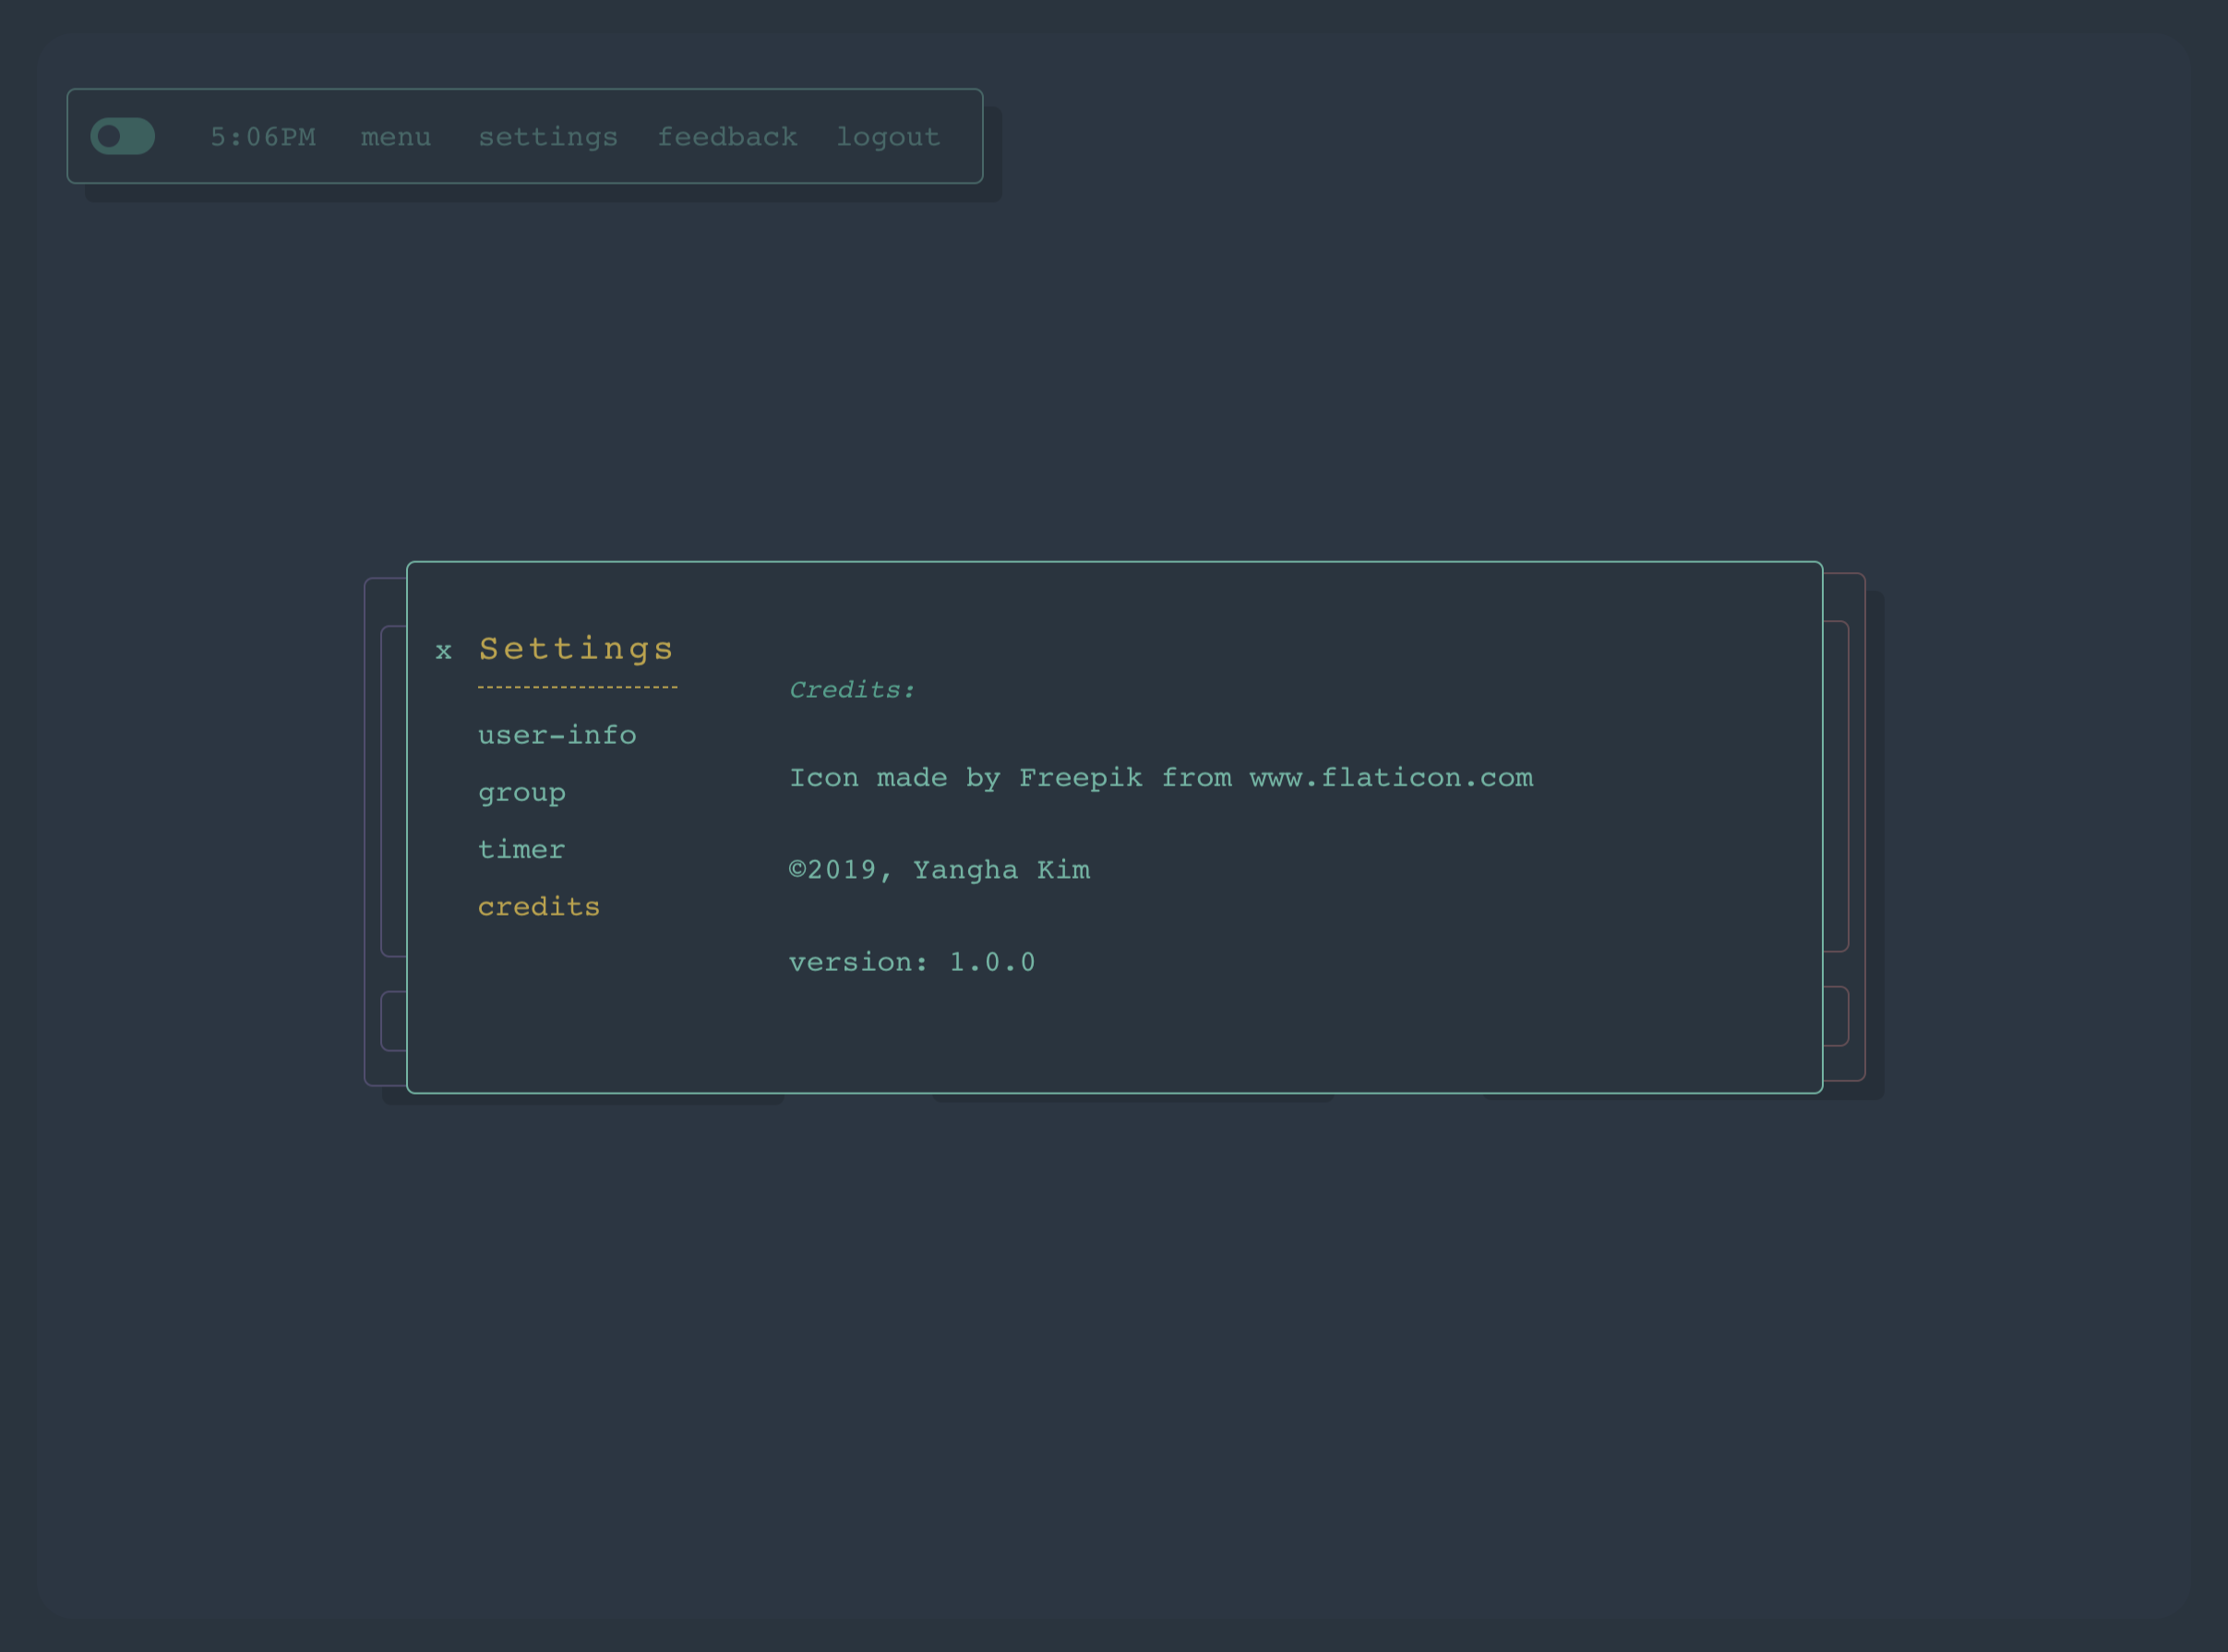 5:06PM menu settings feedback logout
x Settings
user-info
group
timer
credits
Credits:
Icon made by Freepik from www.flaticon.com
©2019, Yangha Kim
version: 1.0.0